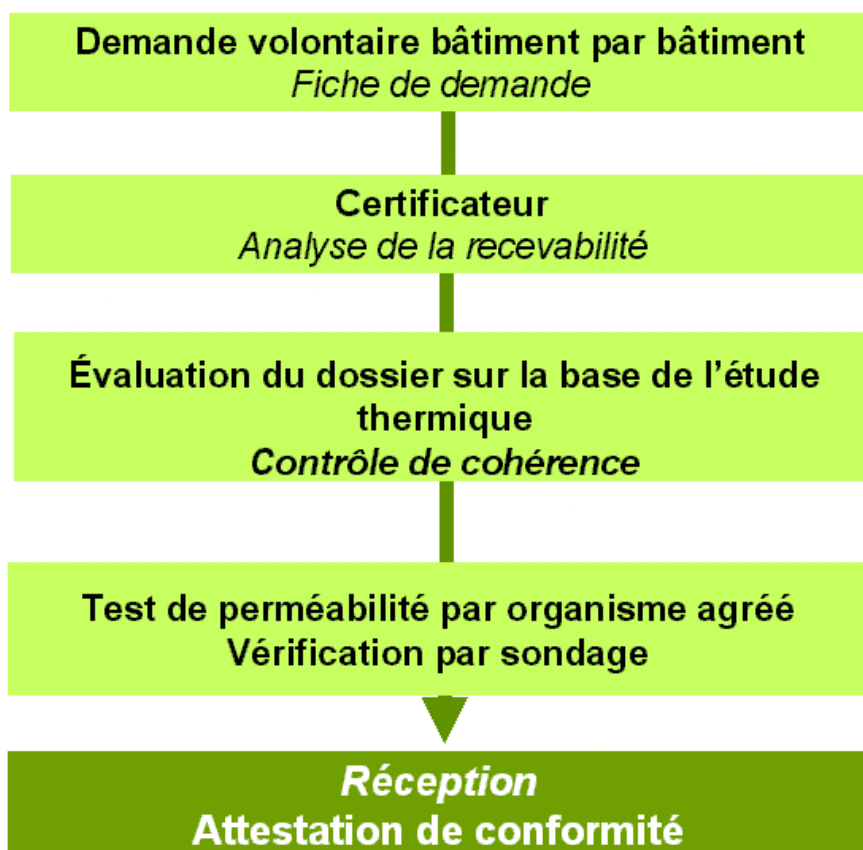 Demande volontaire bâtiment par bâtiment
Fiche de demande
Certificateur
Analyse de la recevabilité
Évaluation du dossier sur la base de l’étude
thermique
Contrôle de cohérence
Test de perméabilité par organisme agréé
Vérification par sondage
Réception
Attestation de conformité